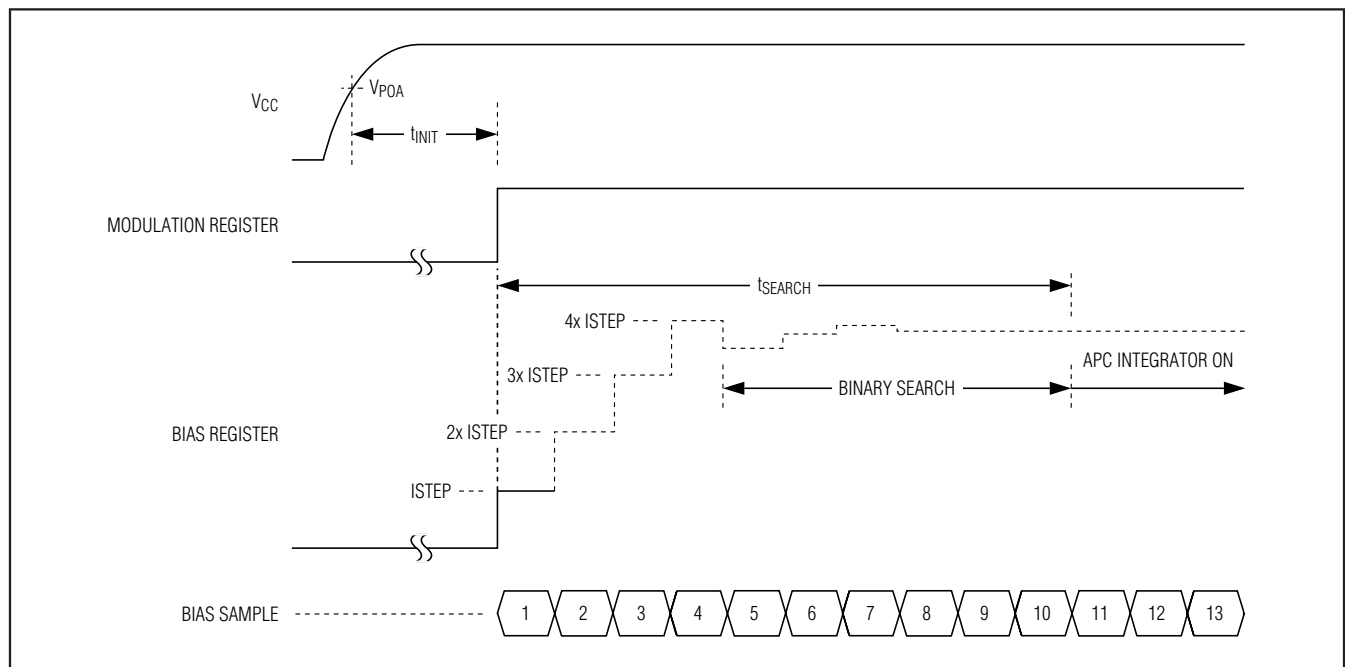 VPOA
VCC
tINIT
MODULATION REGISTER
tSEARCH
4x ISTEP
APC INTEGRATOR ON
3x ISTEP
BINARY SEARCH
2x ISTEP
BIAS REGISTER
ISTEP
BIAS SAMPLE 1 2 3 4 5 6 7 8 9 10 11 12 13